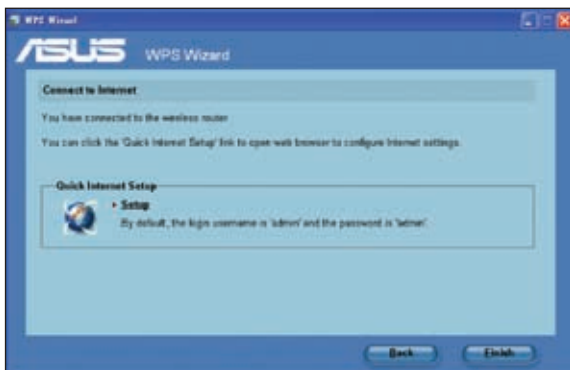 WPS Wizard
ASUS WPS Wizard
Connect to Internet
You have connected to the wireless router
You can click the 'Quick Internet Setup' link to open web browser to configure Internet settings.
Quick Internet Setup
Setup
By default, the login username is 'admin' and the password is 'admin'.
Back
Finish